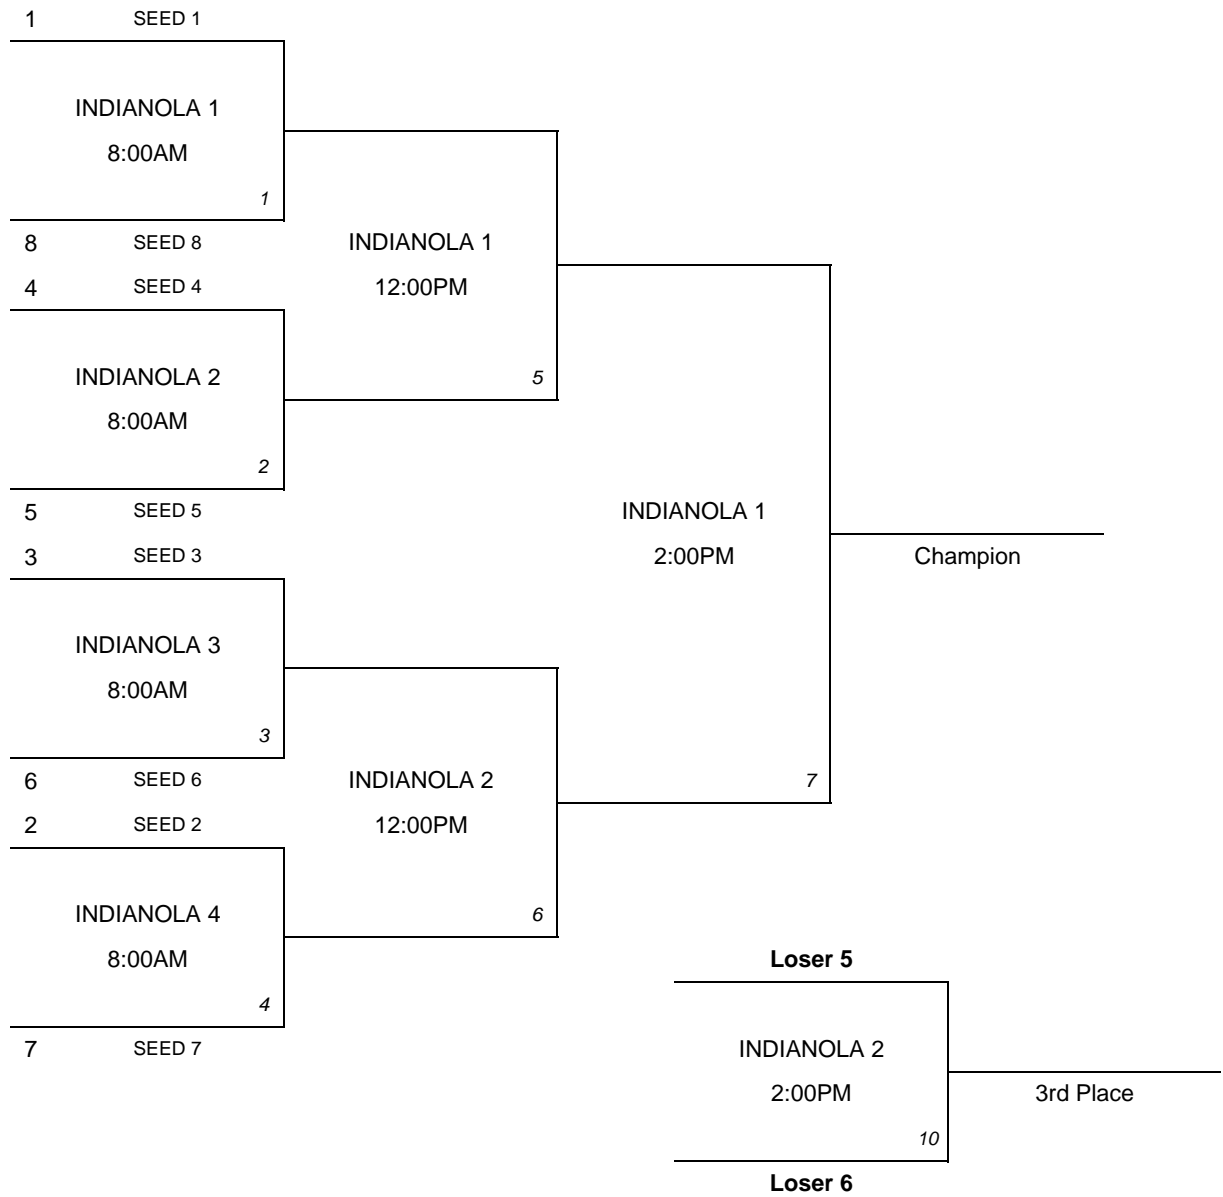 1 SEED 1
INDIANOLA 1
8:00AM
1
8 SEED 8
INDIANOLA 1
4 SEED 4
12:00PM
INDIANOLA 2
8:00AM
5
2
5 SEED 5
INDIANOLA 1
3 SEED 3
2:00PM
Champion
INDIANOLA 3
8:00AM
3
6 SEED 6
INDIANOLA 2
7
2 SEED 2
12:00PM
INDIANOLA 4
6
8:00AM
Loser 5
4
7 SEED 7
INDIANOLA 2
2:00PM
3rd Place
10
Loser 6